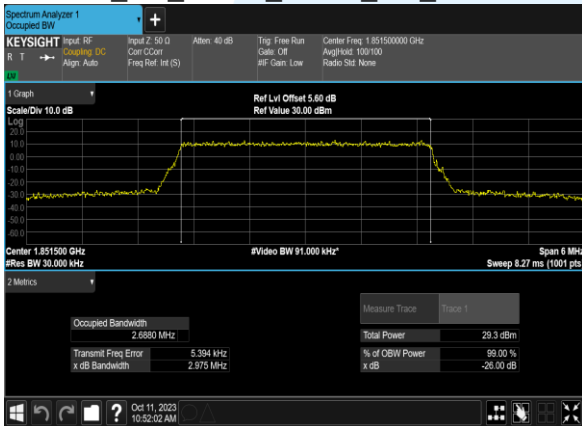 Spectrum Analyzer 1
Occupied BW
KEYSIGHT Input: RF Input Z: 50 Ω Atten: 40 dB Trig: Free Run Center Freq: 1.851500000 GHz
R T Coupling: DC Corr CCorr Gate: Off Avg|Hold: 100/100
Align: Auto Freq Ref: Int (S) #IF Gain: Low Radio Std: None
1 Graph
Ref Lvl Offset 5.60 dB
Scale/Div 10.0 dB Ref Value 30.00 dBm
Log
20.0
10.0
0.00
-10.0
-20.0
-30.0
-40.0
-50.0
-60.0
Center 1.851500 GHz #Video BW 91.000 kHz* Span 6 MHz
#Res BW 30.000 kHz Sweep 8.27 ms (1001 pts
2 Metrics
Measure Trace Trace 1
Occupied Bandwidth
2.6880 MHz Total Power 29.3 dBm
Transmit Freq Error 5.394 kHz % of OBW Power 99.00 %
x dB Bandwidth 2.975 MHz x dB -26.00 dB
? Oct 11, 2023
10:52:02 AM